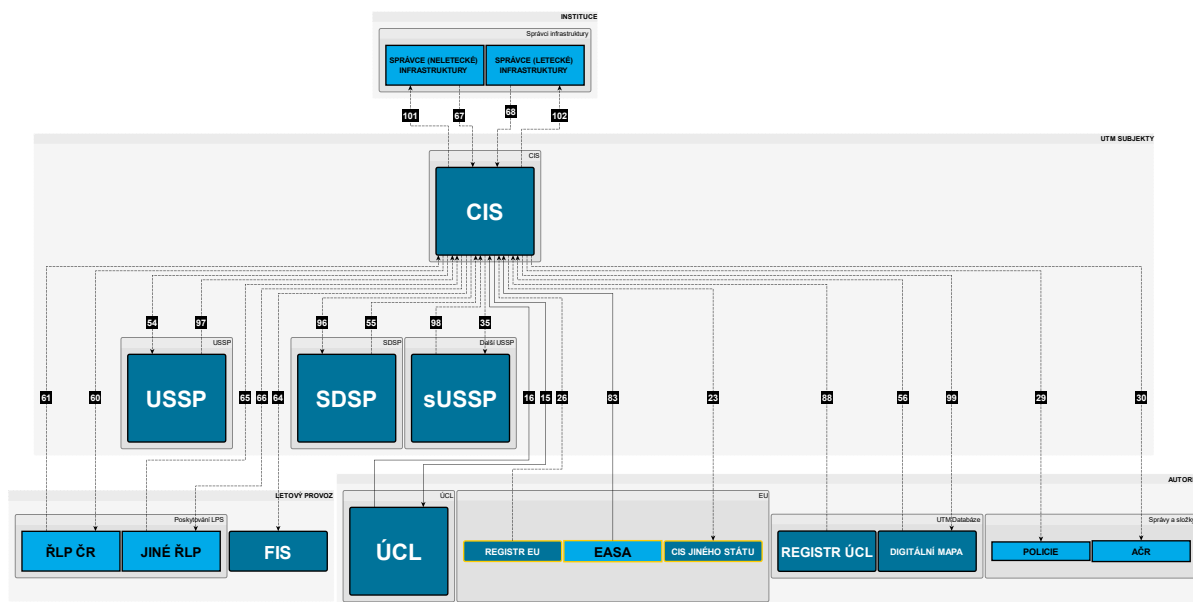 INSTITUCE
Správci infrastruktury
SPRÁVCE (NELETECKÉ)
INFRASTRUKTURY
SPRÁVCE (LETECKÉ)
INFRASTRUKTURY
101
67
68
102
UTM SUBJEKTY
CIS
CIS
54
97
96
55
98
35
USSP
USSP
SDSP
SDSP
Další USSP
sUSSP
61
60
65
66
64
16
15
26
83
23
88
56
99
29
30
LETOVÝ PROVOZ
Poskytování LPS
ŘLP ČR
JINÉ ŘLP
FIS
AUTORI
ÚCL
ÚCL
EU
REGISTR EU
EASA
CIS JINÉHO STÁTU
UTM Databáze
REGISTR ÚCL
DIGITÁLNÍ MAPA
Správy a složky
POLICIE
AČR